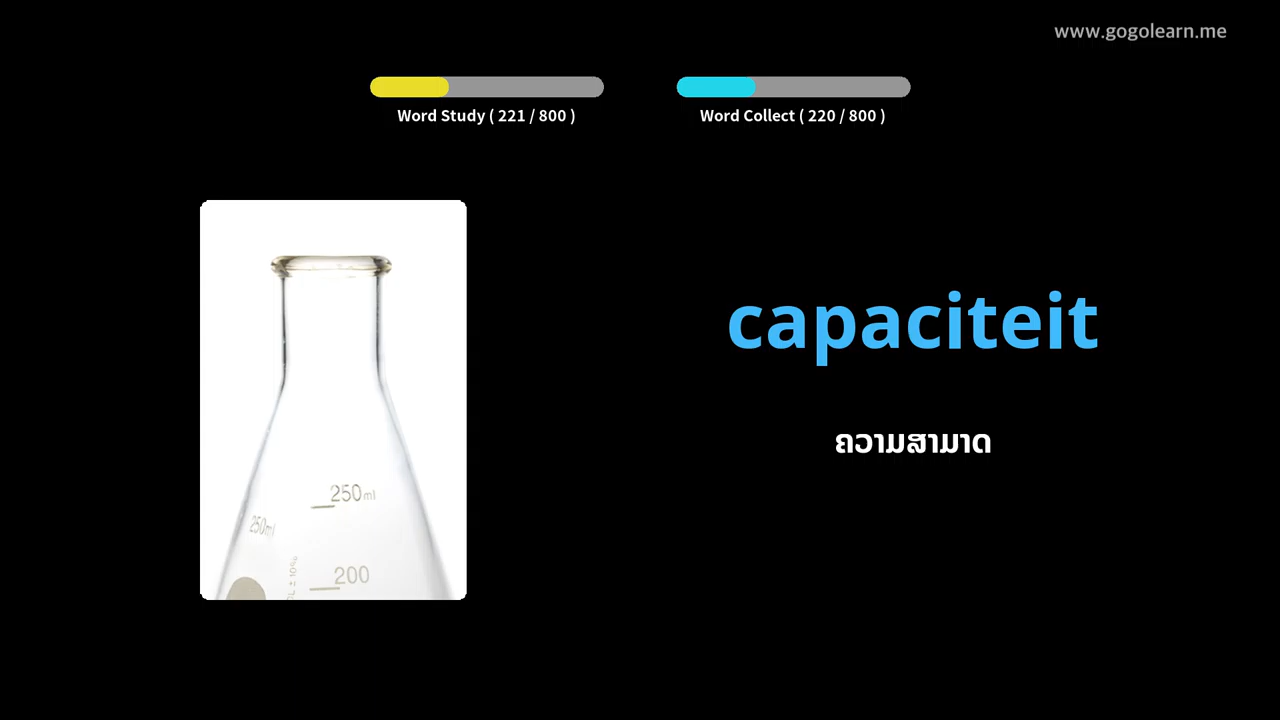 www.gogolearn.me
Word Study ( 221 / 800 )
Word Collect ( 220 / 800 )
capaciteit
ຄວາມສາມາດ
250ml
250ml
200